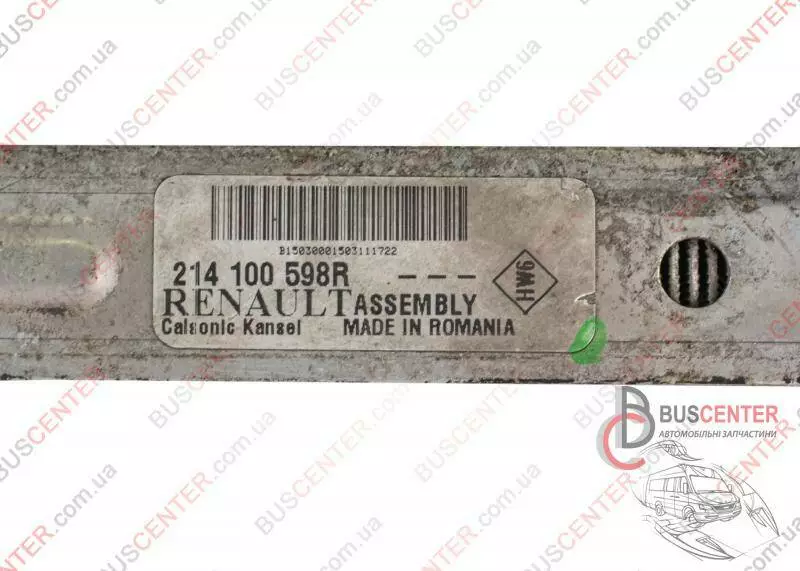 B15030001503111722
214 100 598R ---
RENAULT ASSEMBLY
Calsonic Kansei MADE IN ROMANIA
HW6
BUSCENTER
АВТОМОБІЛЬНІ ЗАПЧАСТИНИ
BUSCENTER.com.ua